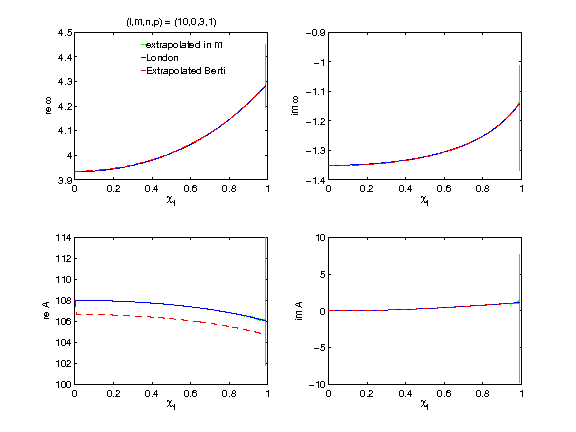 (l,m,n,p) = (10,0,3,1)
4.5
4.4
4.3
4.2
4.1
4
3.9
re ω
extrapolated in m
London
Extrapolated Berti
0 0.2 0.4 0.6 0.8 1
χf
−0.9
−1
−1.1
−1.2
−1.3
−1.4
im ω
0 0.2 0.4 0.6 0.8 1
χf
114
112
110
108
106
104
102
100
re A
0 0.2 0.4 0.6 0.8 1
χf
10
5
0
−5
−10
im A
0 0.2 0.4 0.6 0.8 1
χf